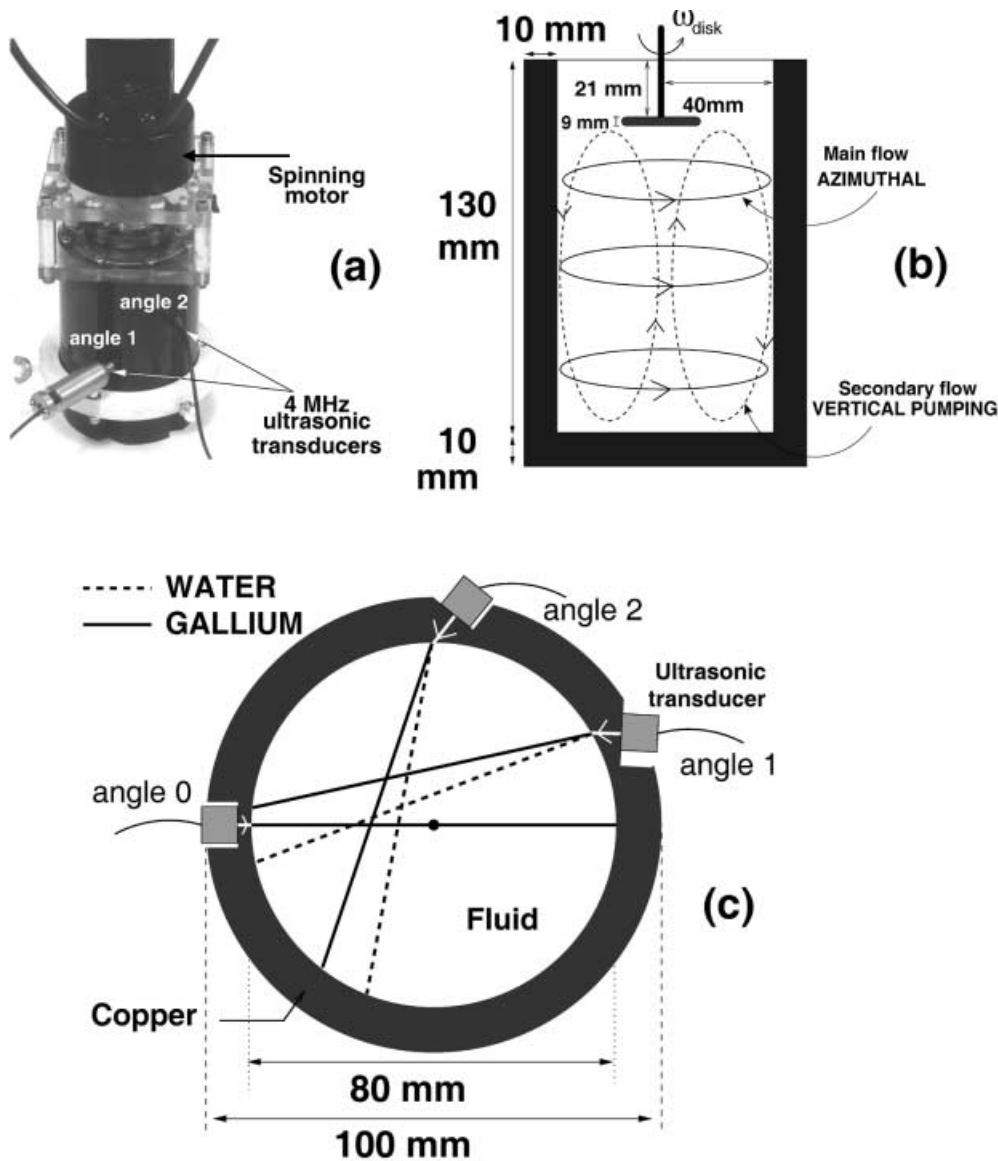 Spinning
motor
(a)
angle 2
angle 1
4 MHz
ultrasonic
transducers
10 mm
ωdisk
21 mm
40mm
9 mm
Main flow
AZIMUTHAL
130
mm
(b)
Secondary flow
VERTICAL PUMPING
10
mm
WATER
GALLIUM
angle 2
Ultrasonic
transducer
angle 1
angle 0
(c)
Fluid
Copper
80 mm
100 mm